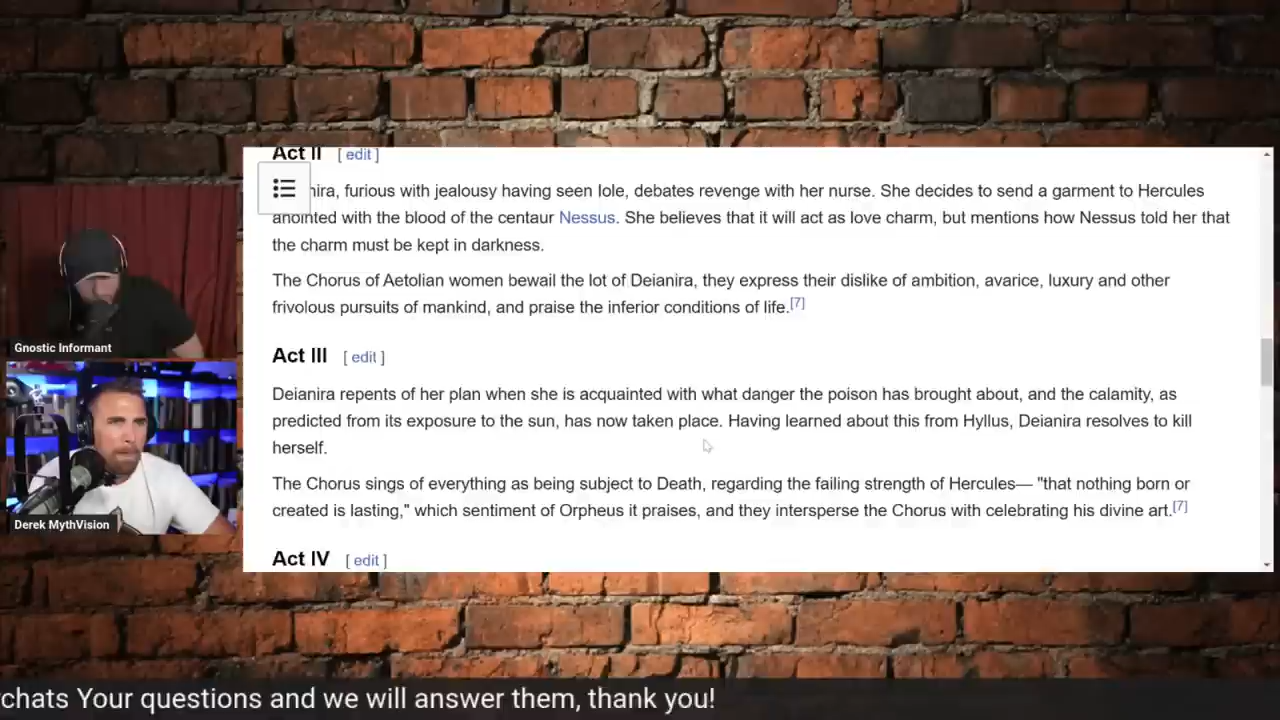 Act II [ edit ]
nira, furious with jealousy having seen Iole, debates revenge with her nurse. She decides to send a garment to Hercules
anointed with the blood of the centaur Nessus. She believes that it will act as love charm, but mentions how Nessus told her that
the charm must be kept in darkness.
The Chorus of Aetolian women bewail the lot of Deianira, they express their dislike of ambition, avarice, luxury and other
frivolous pursuits of mankind, and praise the inferior conditions of life.[7]
Act III [ edit ]
Deianira repents of her plan when she is acquainted with what danger the poison has brought about, and the calamity, as
predicted from its exposure to the sun, has now taken place. Having learned about this from Hyllus, Deianira resolves to kill
herself.
The Chorus sings of everything as being subject to Death, regarding the failing strength of Hercules— "that nothing born or
created is lasting," which sentiment of Orpheus it praises, and they intersperse the Chorus with celebrating his divine art.[7]
Act IV [ edit ]
Gnostic Informant
Derek MythVision
chats Your questions and we will answer them, thank you!